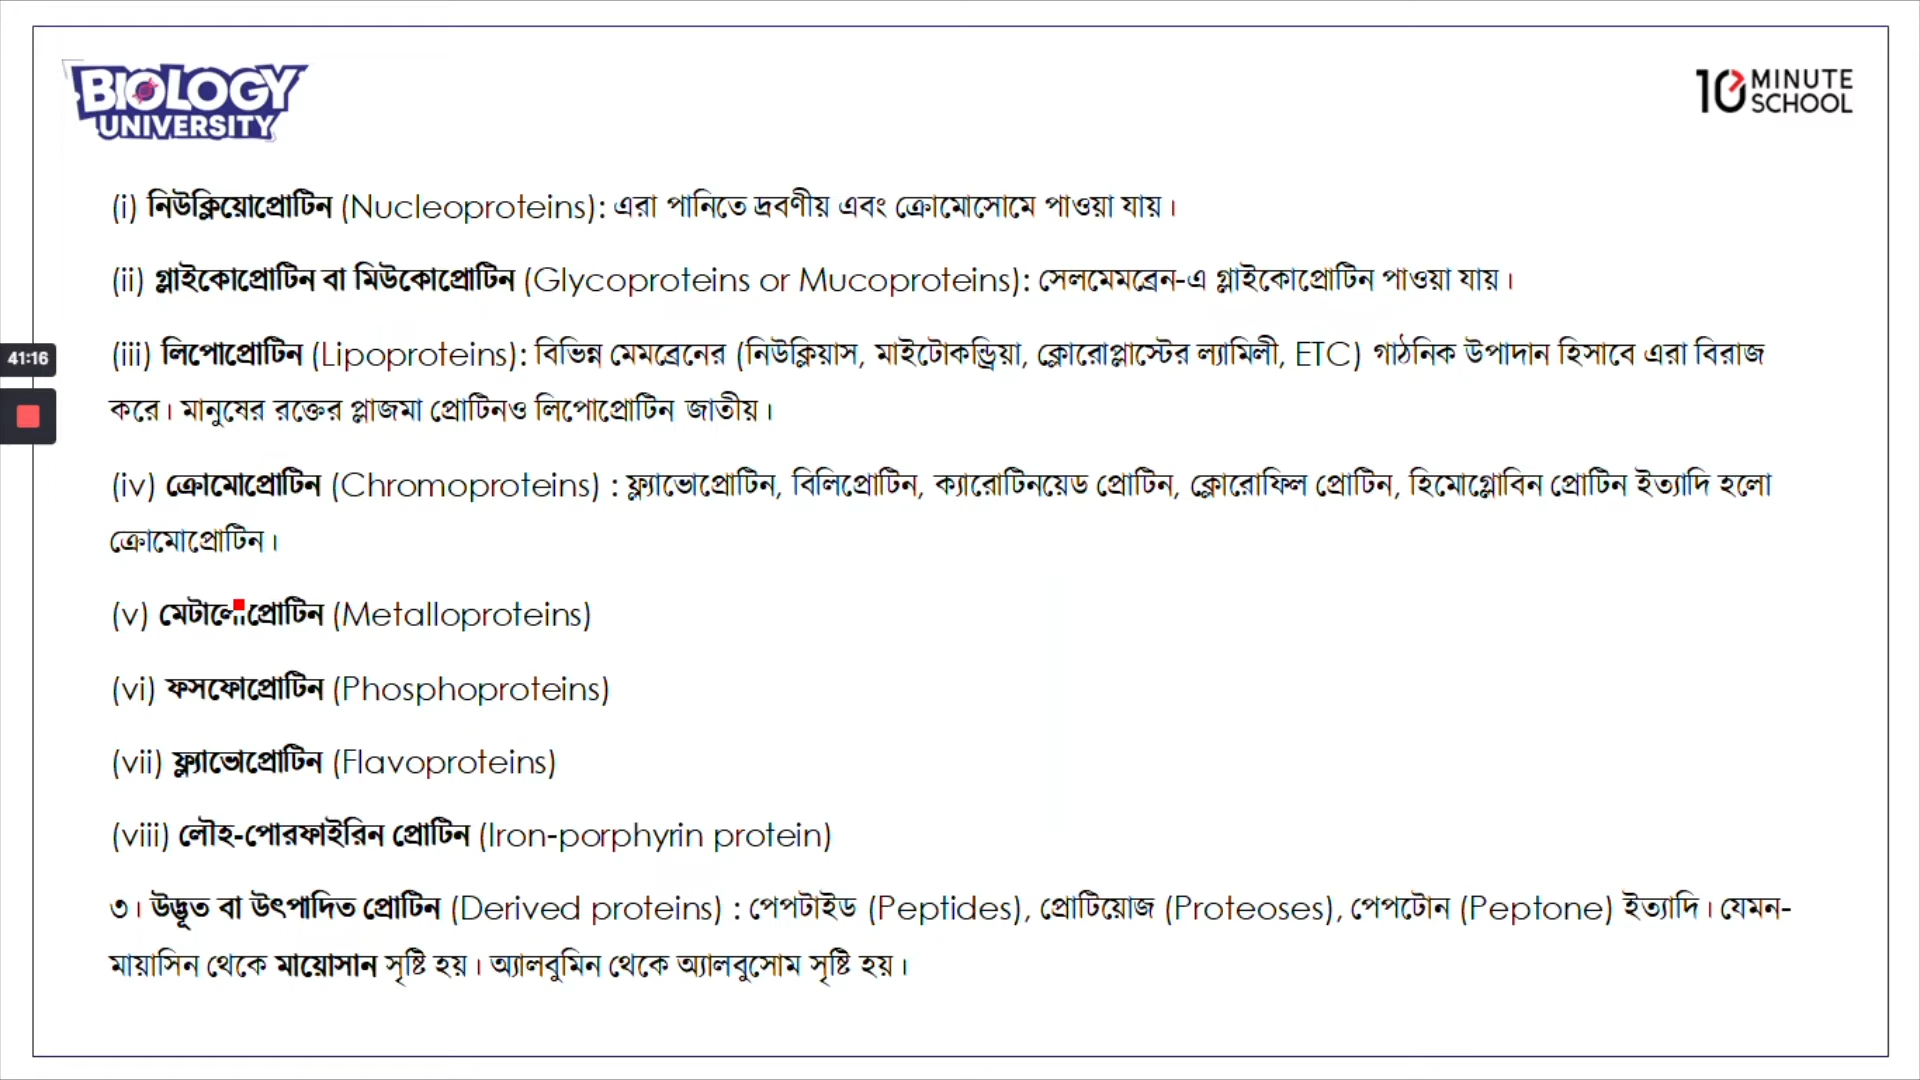 BIOLOGY
UNIVERSITY
10 MINUTE
SCHOOL
(i) নিউক্লিয়োপ্রোটিন (Nucleoproteins): এরা পানিতে দ্রবণীয় এবং ক্রোমোসোমে পাওয়া যায়।
(ii) গ্লাইকোপ্রোটিন বা মিউকোপ্রোটিন (Glycoproteins or Mucoproteins): সেলমেমব্রেন-এ গ্লাইকোপ্রোটিন পাওয়া যায়।
(iii) লিপোপ্রোটিন (Lipoproteins): বিভিন্ন মেমব্রেনের (নিউক্লিয়াস, মাইটোকন্ড্রিয়া, ক্লোরোপ্লাস্টের ল্যামিলী, ETC) গাঠনিক উপাদান হিসাবে এরা বিরাজ
41:16
করে। মানুষের রক্তের প্লাজমা প্রোটিনও লিপোপ্রোটিন জাতীয়।
(iv) ক্রোমোপ্রোটিন (Chromoproteins) : ফ্ল্যাভোপ্রোটিন, বিলিপ্রোটিন, ক্যারোটিনয়েড প্রোটিন, ক্লোরোফিল প্রোটিন, হিমোগ্লোবিন প্রোটিন ইত্যাদি হলো
ক্রোমোপ্রোটিন।
(v) মেটালোপ্রোটিন (Metalloproteins)
(vi) ফসফোপ্রোটিন (Phosphoproteins)
(vii) ফ্ল্যাভোপ্রোটিন (Flavoproteins)
(viii) লৌহ-পোরফাইরিন প্রোটিন (Iron-porphyrin protein)
৩। উদ্ভূত বা উৎপাদিত প্রোটিন (Derived proteins) : পেপটাইড (Peptides), প্রোটিয়োজ (Proteoses), পেপটোন (Peptone) ইত্যাদি। যেমন-
মায়াসিন থেকে মায়োসান সৃষ্টি হয়। অ্যালবুমিন থেকে অ্যালবুসোম সৃষ্টি হয়।